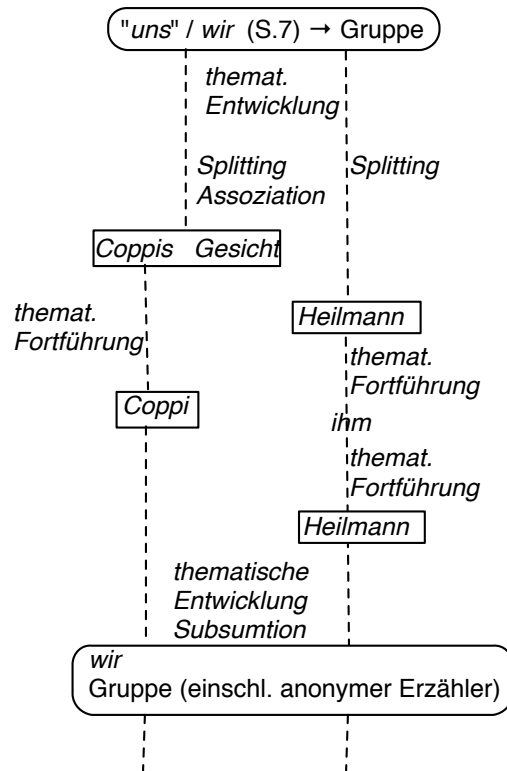 "uns" / wir (S.7) → Gruppe
themat.
Entwicklung
Splitting
Assoziation
Splitting
Coppis Gesicht
themat.
Fortführung
Heilmann
themat.
Fortführung
Coppi
ihm
themat.
Fortführung
Heilmann
thematische
Entwicklung
Subsumtion
wir
Gruppe (einschl. anonymer Erzähler)